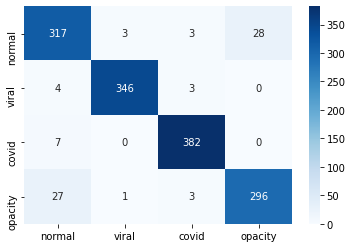 normal 317 3 3 28
viral 4 346 3 0
covid 7 0 382 0
opacity 27 1 3 296
normal viral covid opacity
350
300
250
200
150
100
50
0